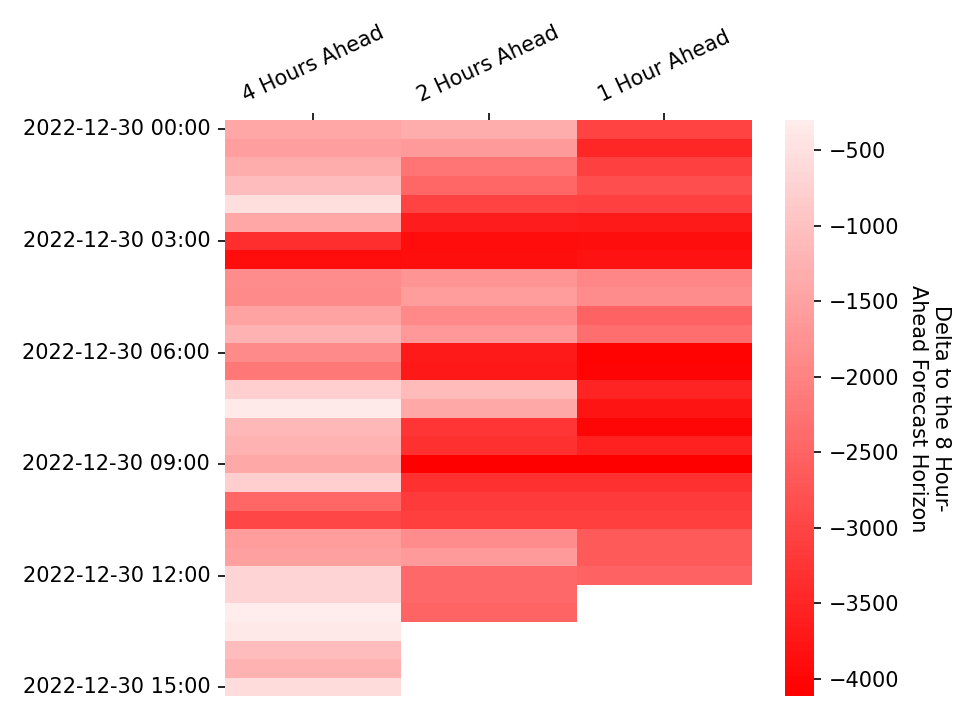 4 Hours Ahead
2 Hours Ahead
1 Hour Ahead
2022-12-30 00:00
2022-12-30 03:00
2022-12-30 06:00
2022-12-30 09:00
2022-12-30 12:00
2022-12-30 15:00
−500
−1000
−1500
−2000
−2500
−3000
−3500
−4000
Delta to the 8 Hour-
Ahead Forecast Horizon